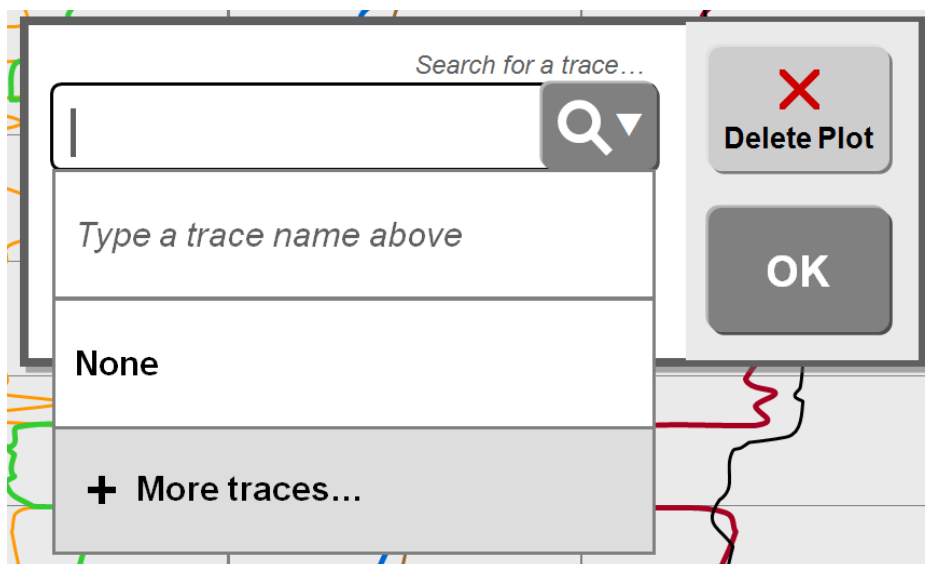 Search for a trace...
Delete Plot
Type a trace name above
OK
None
+ More traces...